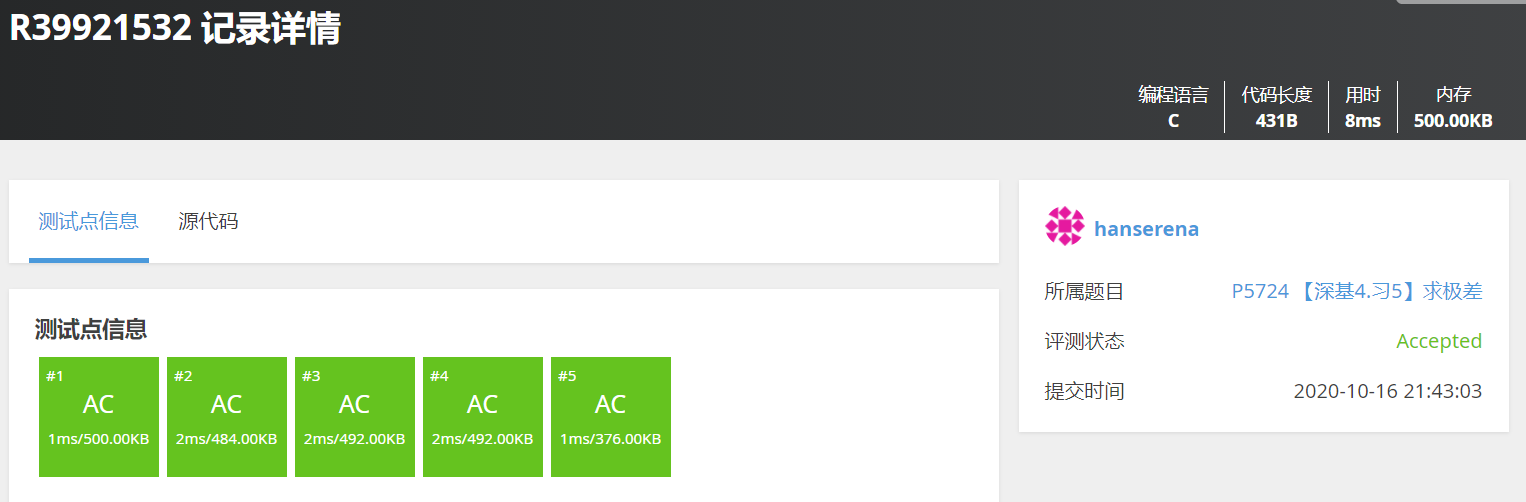 R39921532 记录详情
编程语言 代码长度 用时 内存
C 431B 8ms 500.00KB
测试点信息 源代码
测试点信息
#1 #2 #3 #4 #5
AC AC AC AC AC
1ms/500.00KB 2ms/484.00KB 2ms/492.00KB 2ms/492.00KB 1ms/376.00KB
hanserena
所属题目 P5724 【深基4.习5】求极差
评测状态 Accepted
提交时间 2020-10-16 21:43:03